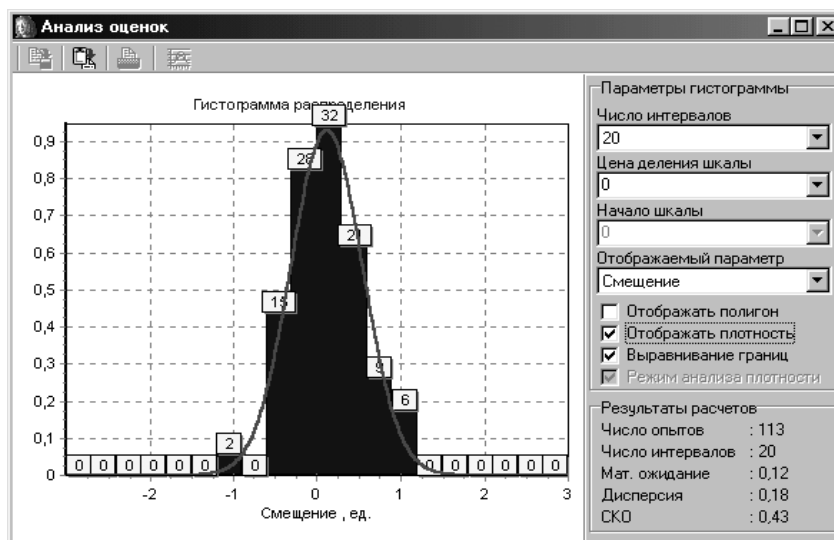 Анализ оценок
Гистограмма распределения
0,9
0,8
0,7
0,6
0,5
0,4
0,3
0,2
0,1
0
0 0 0 0 0 0 2 0 15 28 32 21 9 6 0 0 0 0 0 0
-2 -1 0 1 2 3
Смещение , ед.
Параметры гистограммы
Число интервалов
20
Цена деления шкалы
0
Начало шкалы
0
Отображаемый параметр
Смещение
Отображать полигон
Отображать плотность
Выравнивание границ
Режим анализа плотности
Результаты расчетов
Число опытов : 113
Число интервалов : 20
Мат. ожидание : 0,12
Дисперсия : 0,18
СКО : 0,43